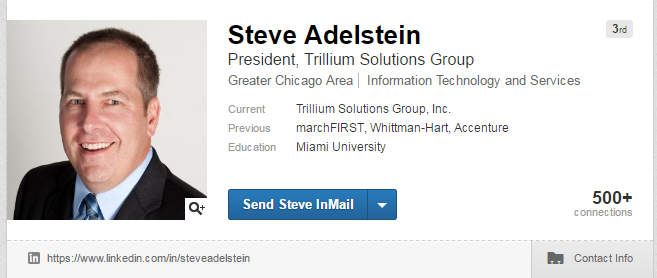 Steve Adelstein
3rd
President, Trillium Solutions Group
Greater Chicago Area | Information Technology and Services
Current Trillium Solutions Group, Inc.
Previous marchFIRST, Whittman-Hart, Accenture
Education Miami University
Send Steve InMail
500+
connections
in https://www.linkedin.com/in/steveadelstein
Contact Info